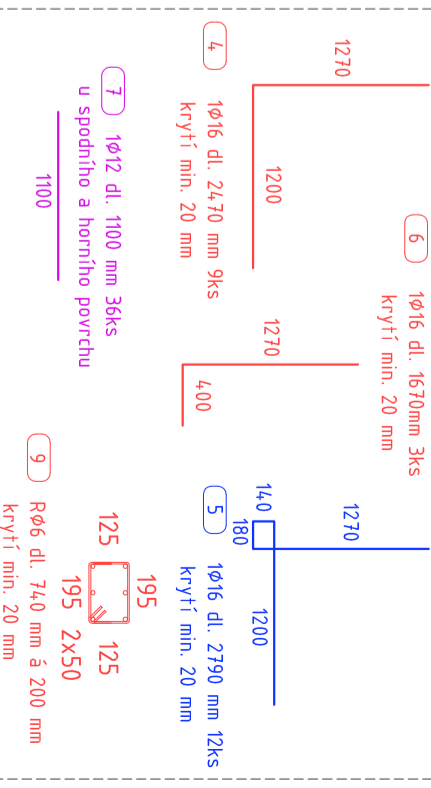 1270
1200
4
1Ø16 dl. 2470 mm 9ks
krytí min. 20 mm
7
1Ø12 dl. 1100 mm 36ks
u spodního a horního povrchu
1100
6
1Ø16 dl. 1670mm 3ks
krytí min. 20 mm
1270
400
1270
140
180
1200
5
1Ø16 dl. 2790 mm 12ks
krytí min. 20 mm
9
RØ6 dl. 740 mm á 200 mm
krytí min. 20 mm
125
195
195
125
2x50